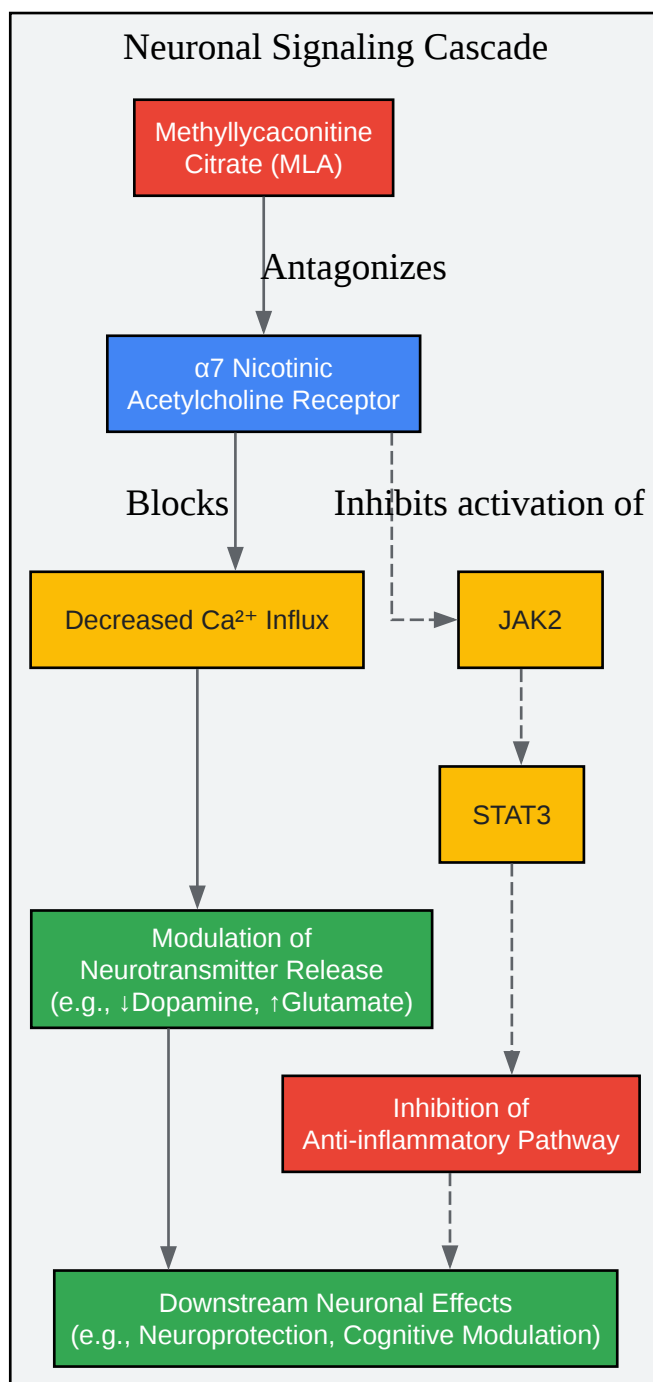 Neuronal Signaling Cascade
Methyllycaconitine
Citrate (MLA)
Antagonizes
α7 Nicotinic
Acetylcholine Receptor
Blocks
Inhibits activation of
Decreased Ca²⁺ Influx
JAK2
STAT3
Modulation of
Neurotransmitter Release
(e.g., ↓Dopamine, ↑Glutamate)
Inhibition of
Anti-inflammatory Pathway
Downstream Neuronal Effects
(e.g., Neuroprotection, Cognitive Modulation)